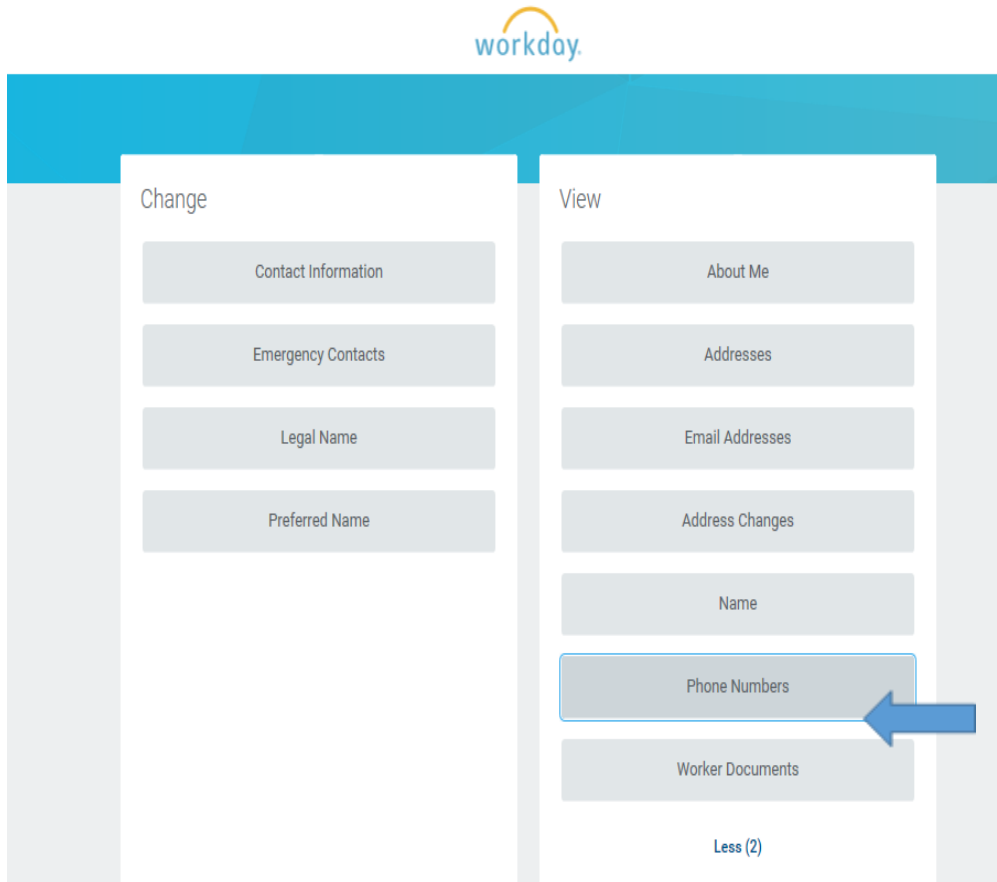 workday.
Change
Contact Information
Emergency Contacts
Legal Name
Preferred Name
View
About Me
Addresses
Email Addresses
Address Changes
Name
Phone Numbers
Worker Documents
Less (2)